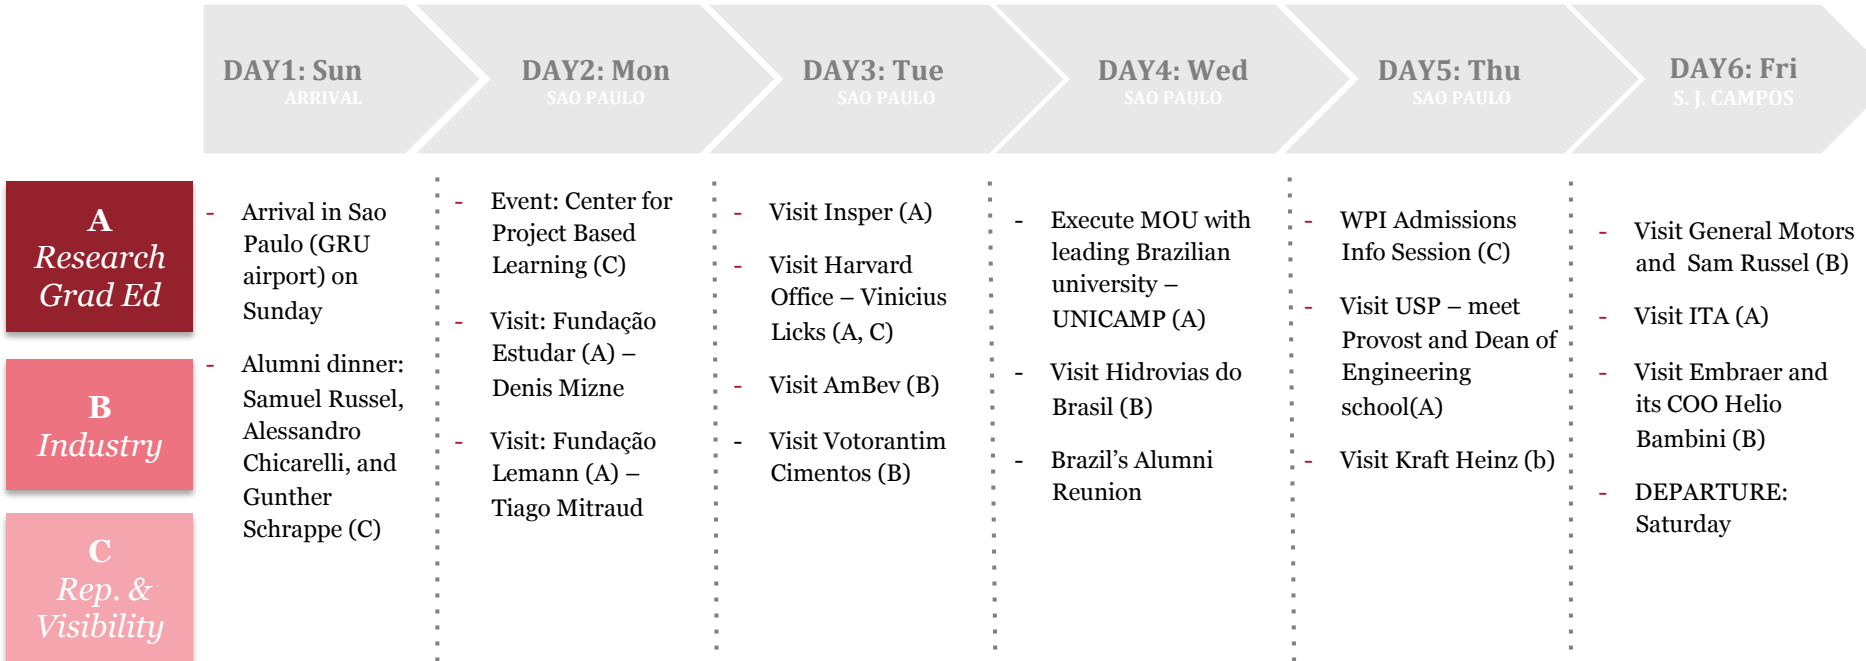 DAY1: Sun
ARRIVAL
DAY2: Mon
SAO PAULO
DAY3: Tue
SAO PAULO
DAY4: Wed
SAO PAULO
DAY5: Thu
SAO PAULO
DAY6: Fri
S. J. CAMPOS
A
Research
Grad Ed
B
Industry
C
Rep. &
Visibility
- Arrival in Sao
Paulo (GRU
airport) on
Sunday
- Alumni dinner:
Samuel Russel,
Alessandro
Chicarelli, and
Gunther
Schrappe (C)
- Event: Center for
Project Based
Learning (C)
- Visit: Fundação
Estudar (A) –
Denis Mizne
- Visit: Fundação
Lemann (A) –
Tiago Mitraud
- Visit Insper (A)
- Visit Harvard
Office – Vinicius
Licks (A, C)
- Visit AmBev (B)
- Visit Votorantim
Cimentos (B)
- Execute MOU with
leading Brazilian
university –
UNICAMP (A)
- Visit Hidrovias do
Brasil (B)
- Brazil's Alumni
Reunion
- WPI Admissions
Info Session (C)
- Visit USP – meet
Provost and Dean of
Engineering
school(A)
- Visit Kraft Heinz (b)
- Visit General Motors
and Sam Russel (B)
- Visit ITA (A)
- Visit Embraer and
its COO Helio
Bambini (B)
- DEPARTURE:
Saturday